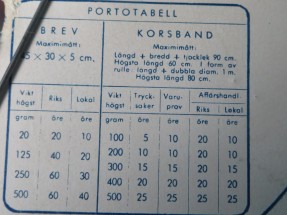 PORTOTABELL
BREV
Maximimått:
5 × 30 × 5 cm.
KORSBAND
Maximimått:
Längd + bredd + tjocklek 90 cm.
Högsta längd 60 cm. I form av
rulle längd + dubbla diam. 1 m.
Högsta längd 80 cm.
Vikt högst Riks Lokal Vikt högst Tryck-saker Varu-prov Affärshandl. Riks Lokal
gram öre öre gram öre öre öre öre
20 20 10 100 5 10 20 10
125 40 20 200 10 10 20 10
250 60 30 300 15 15 20 15
500 60 40 400 20 20 20 20
500 25 25 25 25